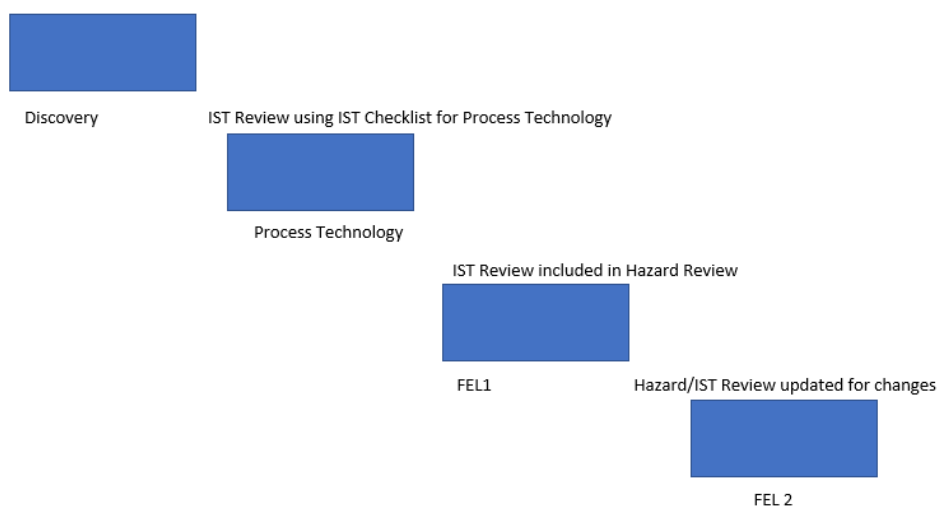 Discovery
IST Review using IST Checklist for Process Technology
Process Technology
IST Review included in Hazard Review
FEL1
Hazard/IST Review updated for changes
FEL 2